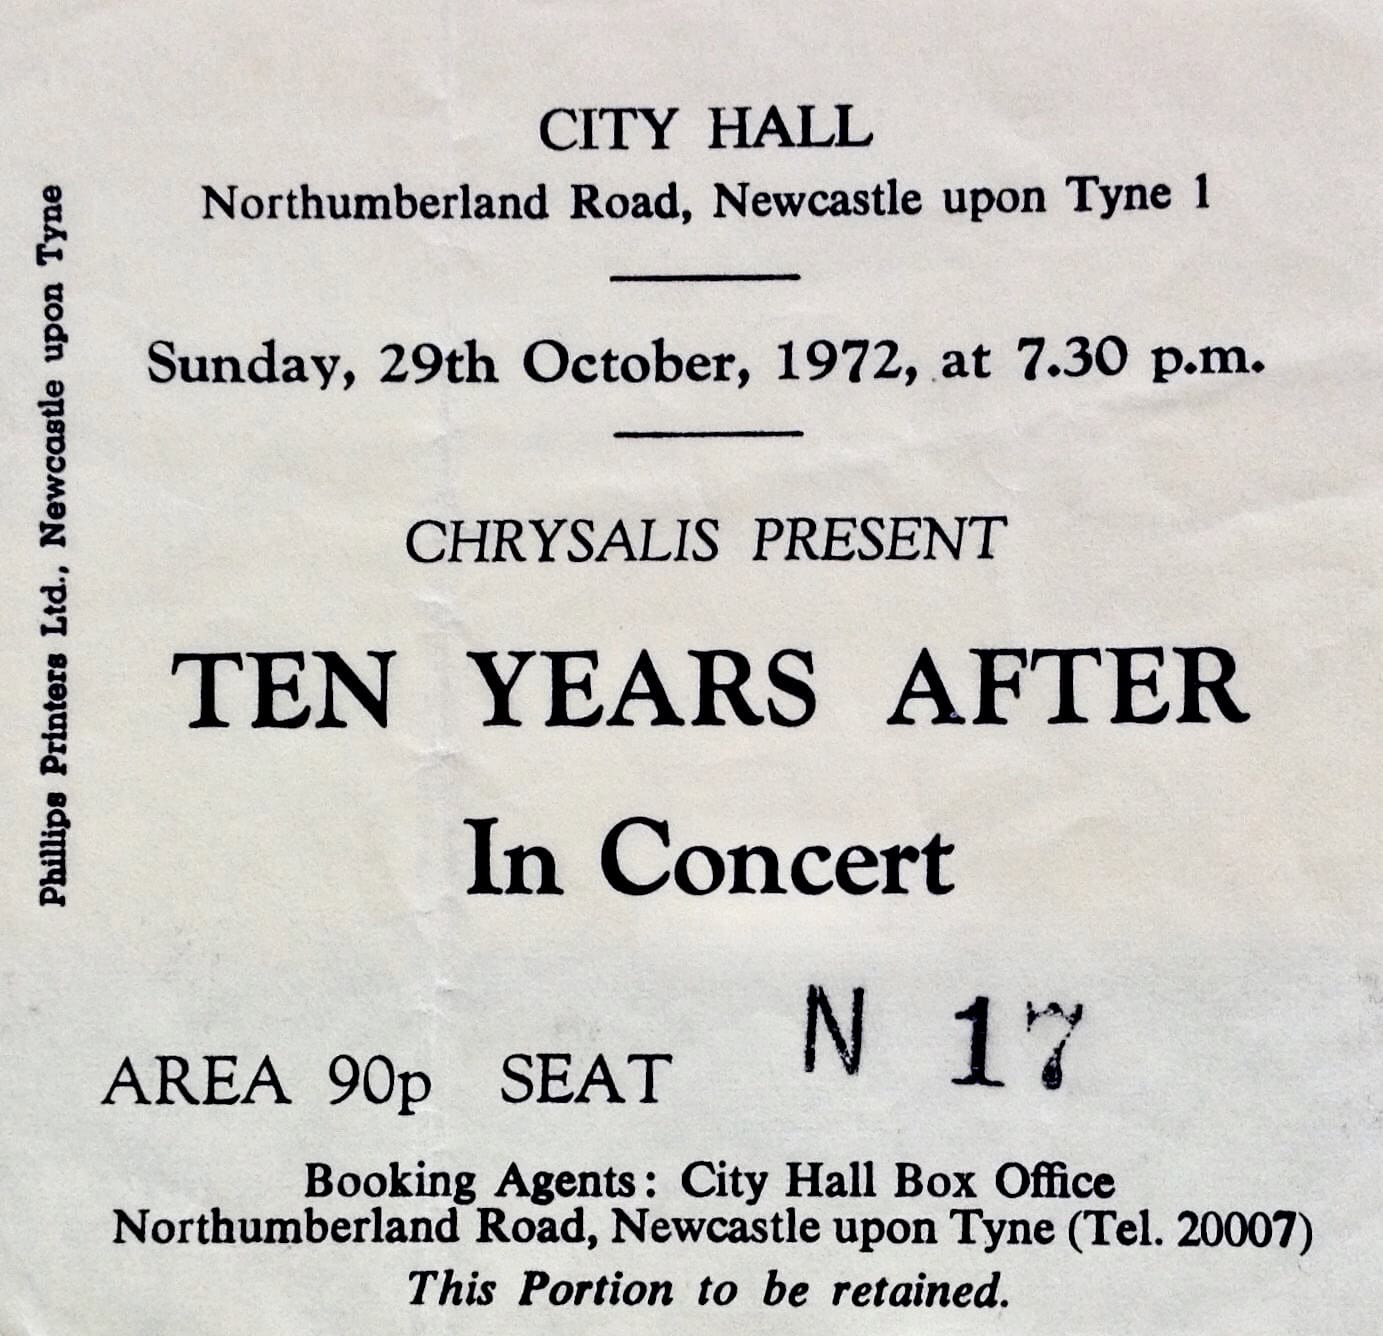 CITY HALL
Northumberland Road, Newcastle upon Tyne 1
Sunday, 29th October, 1972, at 7.30 p.m.
CHRYSALIS PRESENT
TEN YEARS AFTER
In Concert
AREA 90p SEAT N 17
Booking Agents: City Hall Box Office
Northumberland Road, Newcastle upon Tyne (Tel. 20007)
This Portion to be retained.
Phillips Printers Ltd., Newcastle upon Tyne